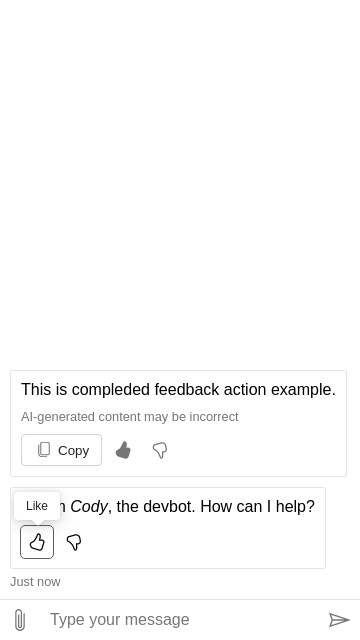 This is compleded feedback action example.
AI-generated content may be incorrect
Copy
Like
Cody, the devbot. How can I help?
Just now
Type your message